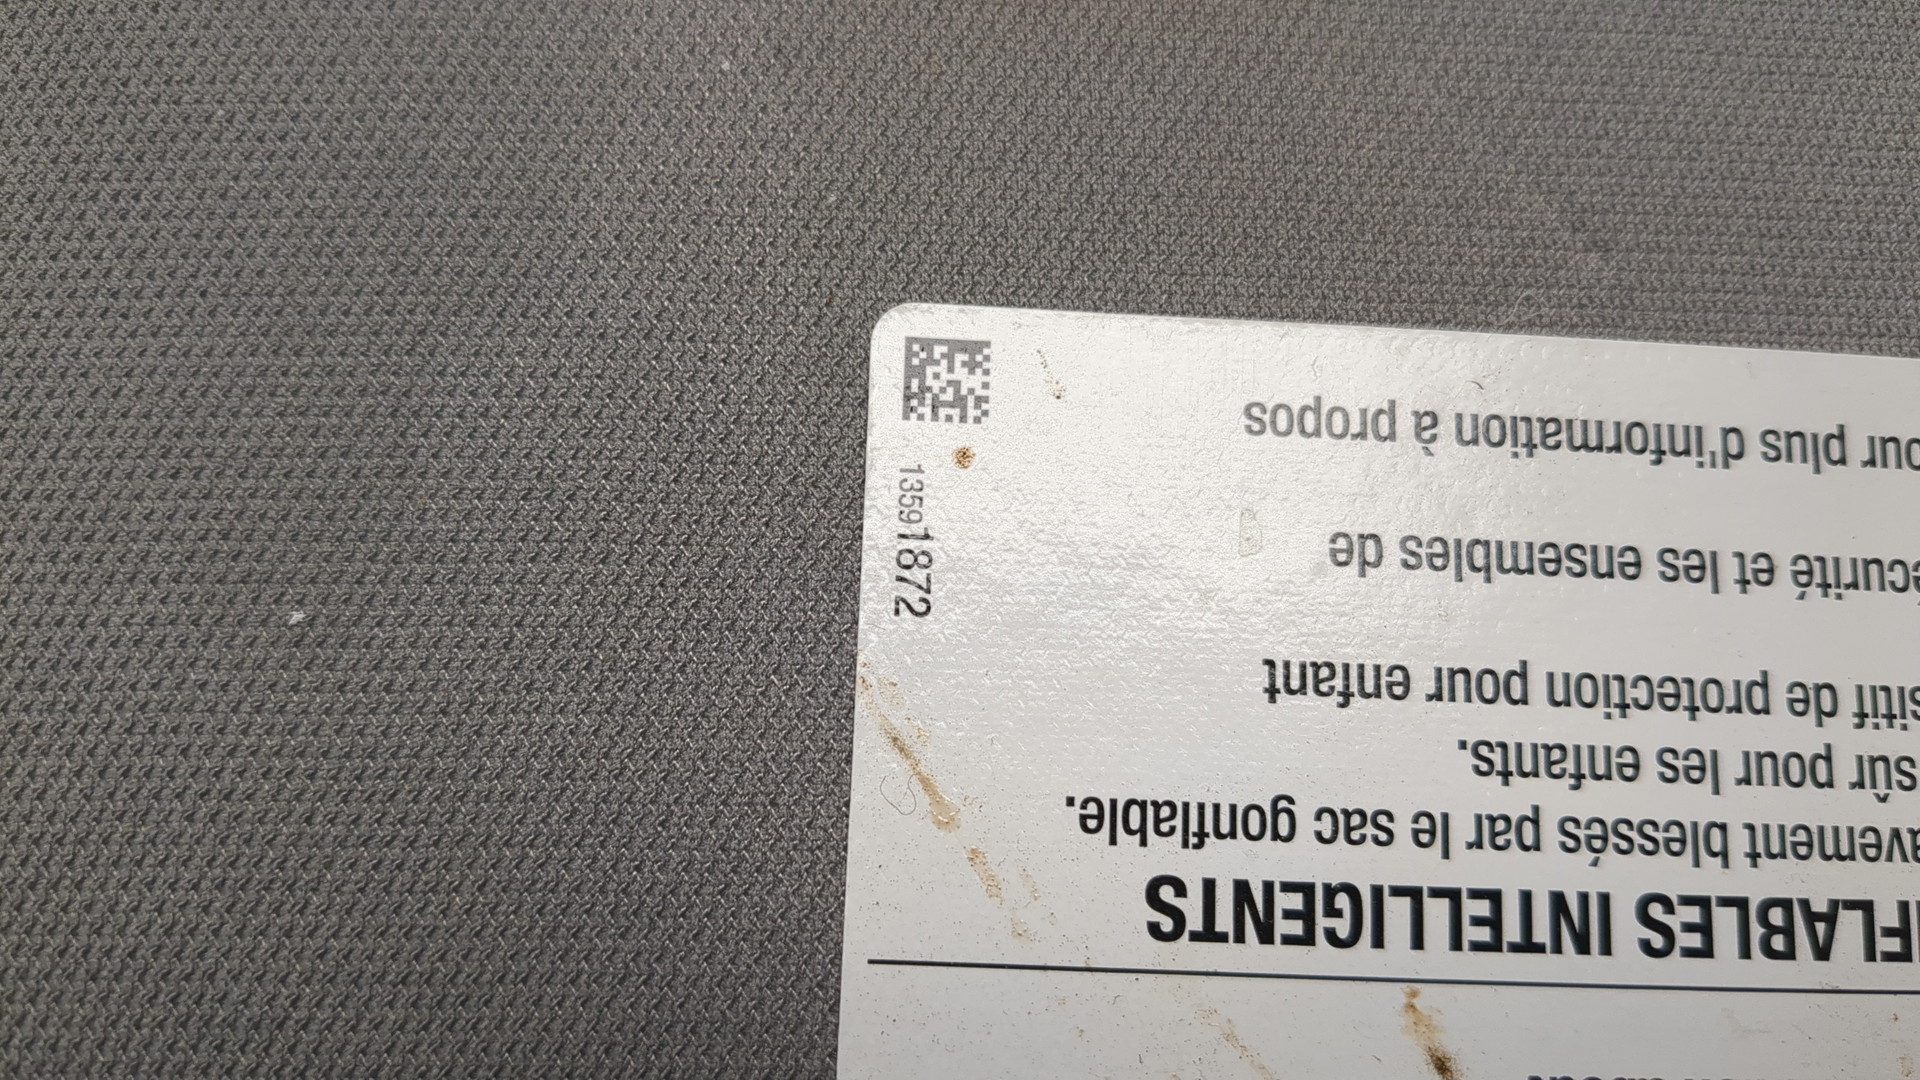 FLABLES INTELLIGENTS
avement blessés par le sac gonflable.
sûr pour les enfants.
sitif de protection pour enfant
écurité et les ensembles de
our plus d'information à propos
13591872